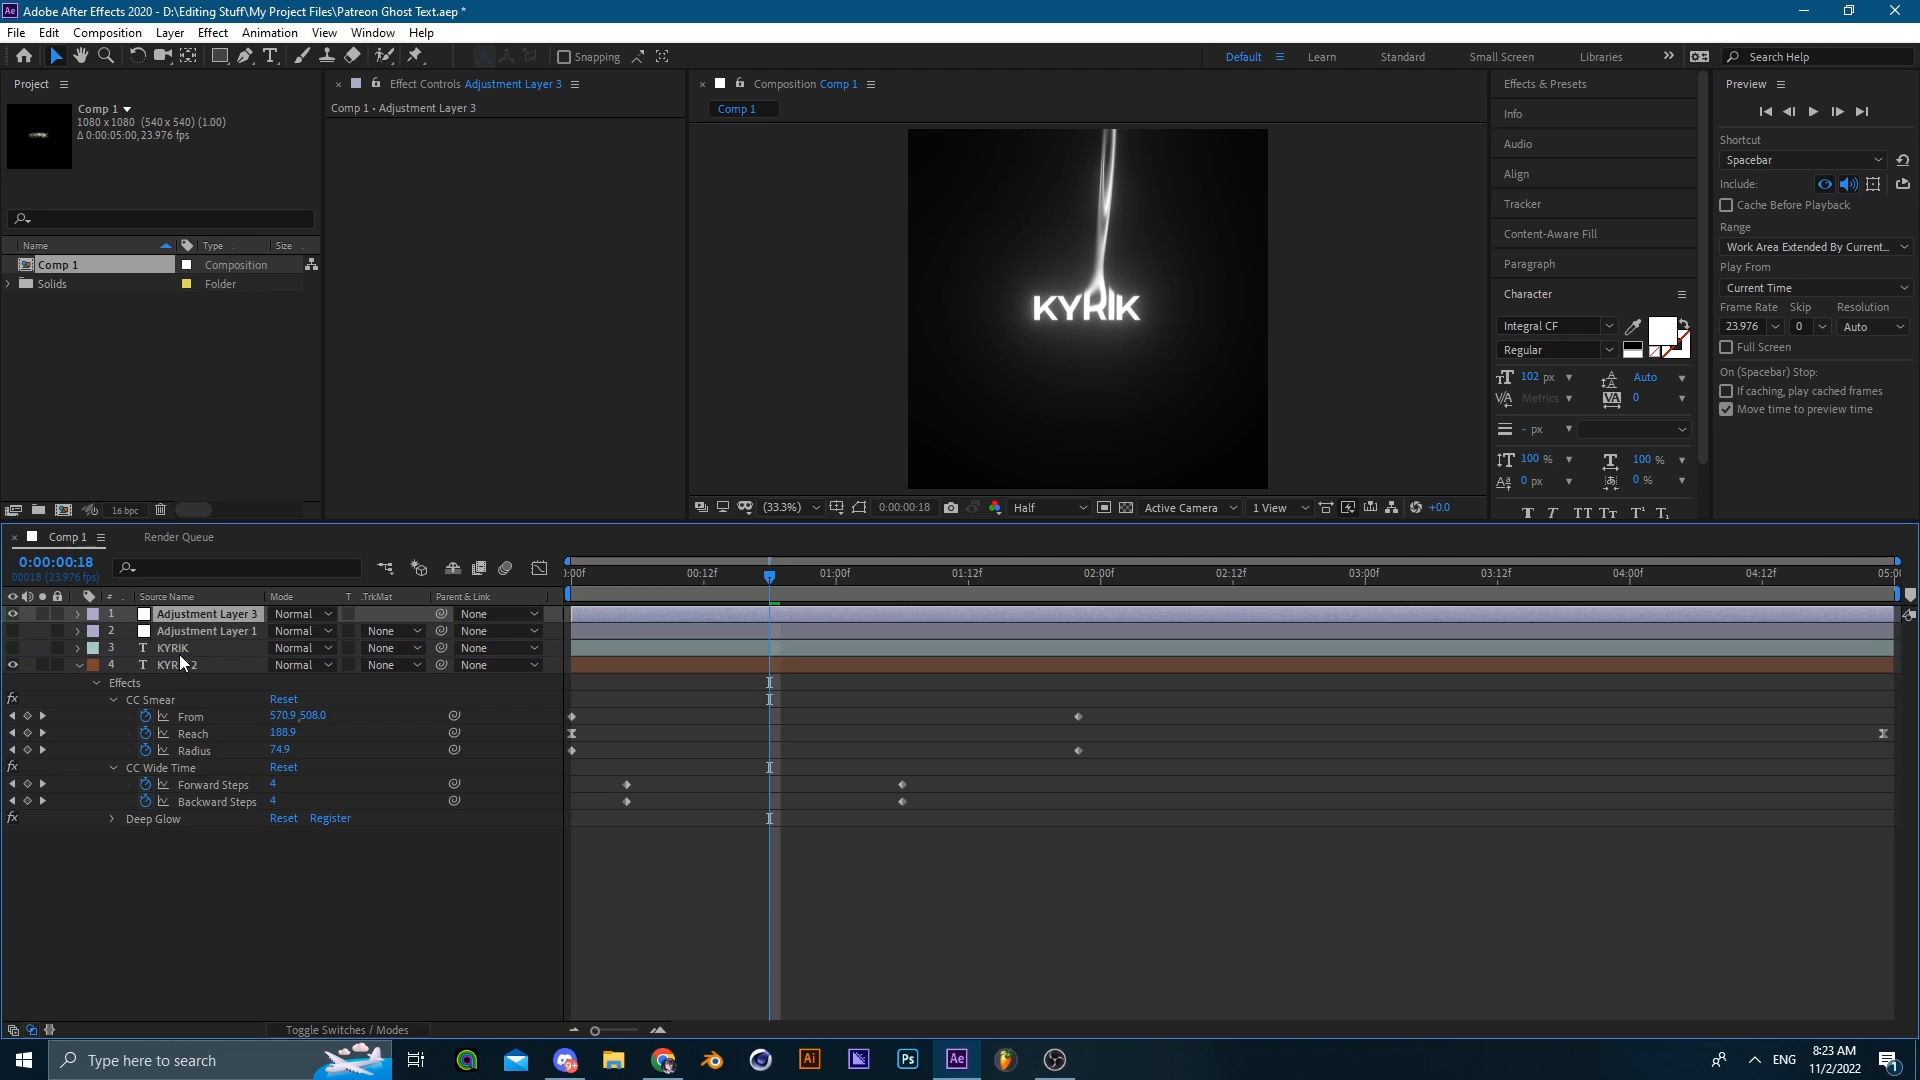 Adobe After Effects 2020 - D:\Editing Stuff\My Project Files\Patreon Ghost Text.aep *
File Edit Composition Layer Effect Animation View Window Help
Snapping
Default Learn Standard Small Screen Libraries Search Help
Project
Comp 1
1080 x 1080 (540 x 540) (1.00)
Δ 0:00:05:00, 23.976 fps
Name Type Size
Comp 1 Composition
Solids Folder
16 bpc
Effect Controls Adjustment Layer 3
Comp 1 • Adjustment Layer 3
Composition Comp 1
Comp 1
KYRIK
(33.3%) 0:00:00:18 Half Active Camera 1 View +0.0
Effects & Presets
Info
Audio
Align
Tracker
Content-Aware Fill
Paragraph
Character
Integral CF
Regular
102 px Auto
Metrics 0
- px
100 % 100 %
0 px 0 %
Preview
Shortcut
Spacebar
Include:
Cache Before Playback
Range
Work Area Extended By Current...
Play From
Current Time
Frame Rate Skip Resolution
23.976 0 Auto
Full Screen
On (Spacebar) Stop:
If caching, play cached frames
Move time to preview time
Comp 1 Render Queue
0:00:00:18
00018 (23.976 fps)
:00f 00:12f 01:00f 01:12f 02:00f 02:12f 03:00f 03:12f 04:00f 04:12f 05:00
# Source Name Mode T .TrkMat Parent & Link
1 Adjustment Layer 3 Normal None
2 Adjustment Layer 1 Normal None None
3 T KYRIK Normal None None
4 T KYRIK 2 Normal None None
Effects
fx CC Smear Reset
From 570.9,508.0
Reach 188.9
Radius 74.9
fx CC Wide Time Reset
Forward Steps 4
Backward Steps 4
fx Deep Glow Reset Register
Toggle Switches / Modes
Type here to search
9+
Ai
Ps
Ae
ENG
8:23 AM
11/2/2022
1